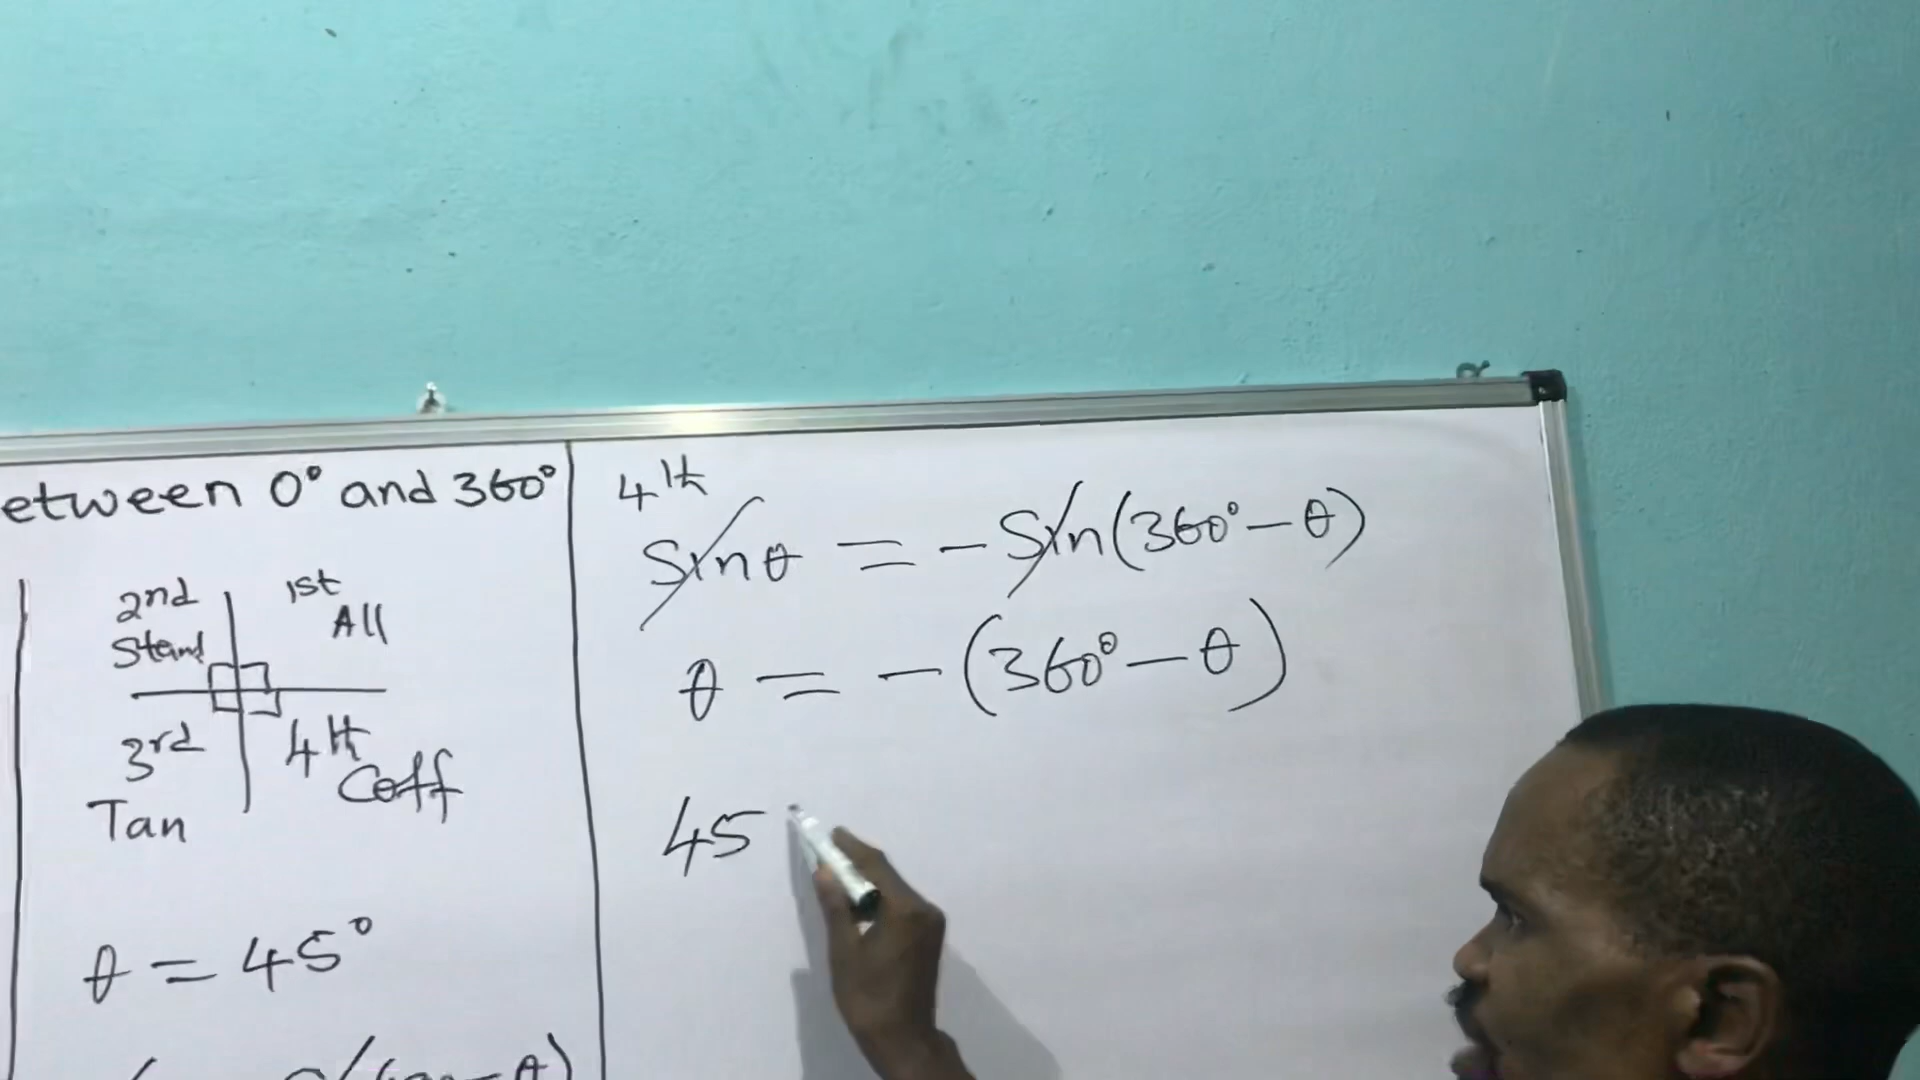 etween 0° and 360°
2nd 1st
Stand All
3rd 4th
Tan Coff
θ = 45°
4th
Sinθ = -Sin(360° - θ)
θ = -(360° - θ)
45